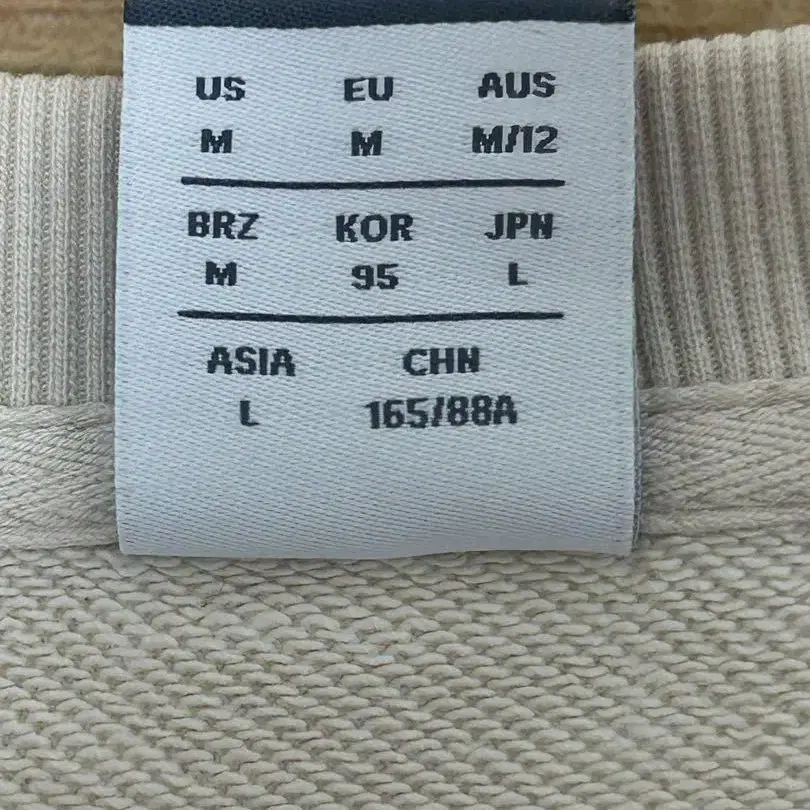 US EU AUS
M M M/12
BRZ KOR JPN
M 95 L
ASIA CHN
L 165/88A